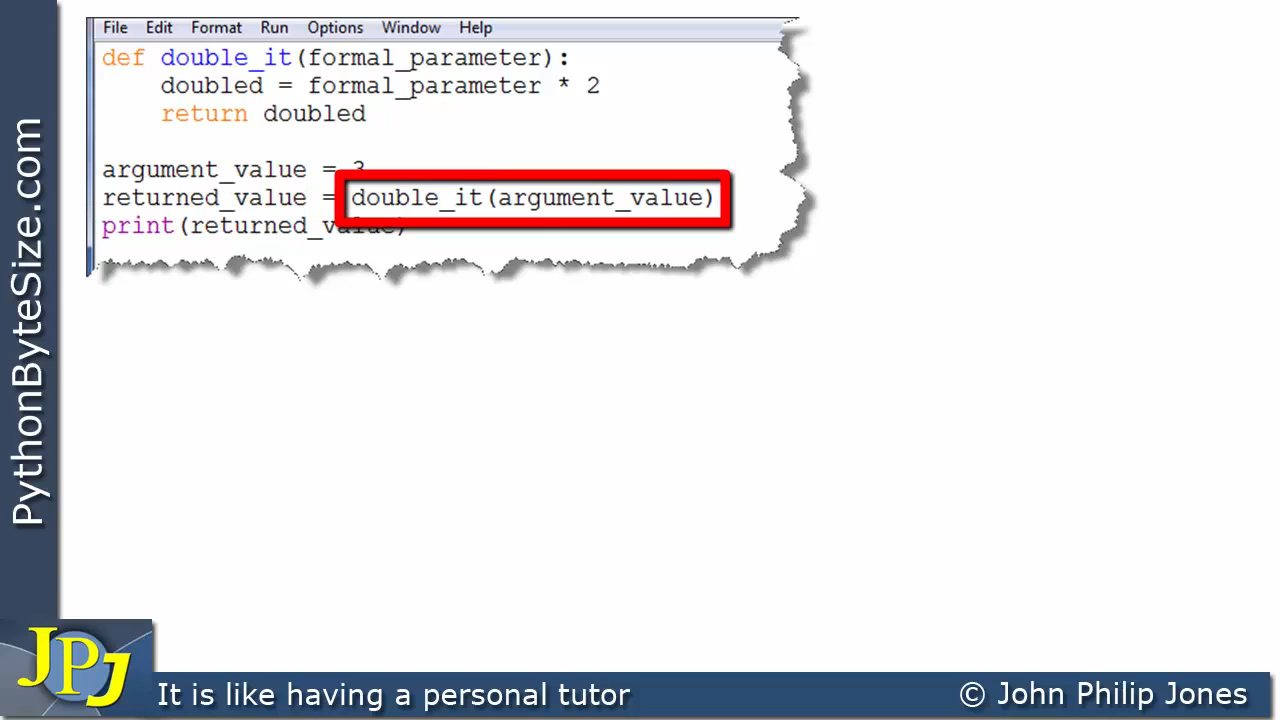 File Edit Format Run Options Window Help
def double_it(formal_parameter):
    doubled = formal_parameter * 2
    return doubled
argument_value = 3
returned_value = double_it(argument_value)
print(returned_value)
PythonByteSize.com
JPJ
It is like having a personal tutor
© John Philip Jones